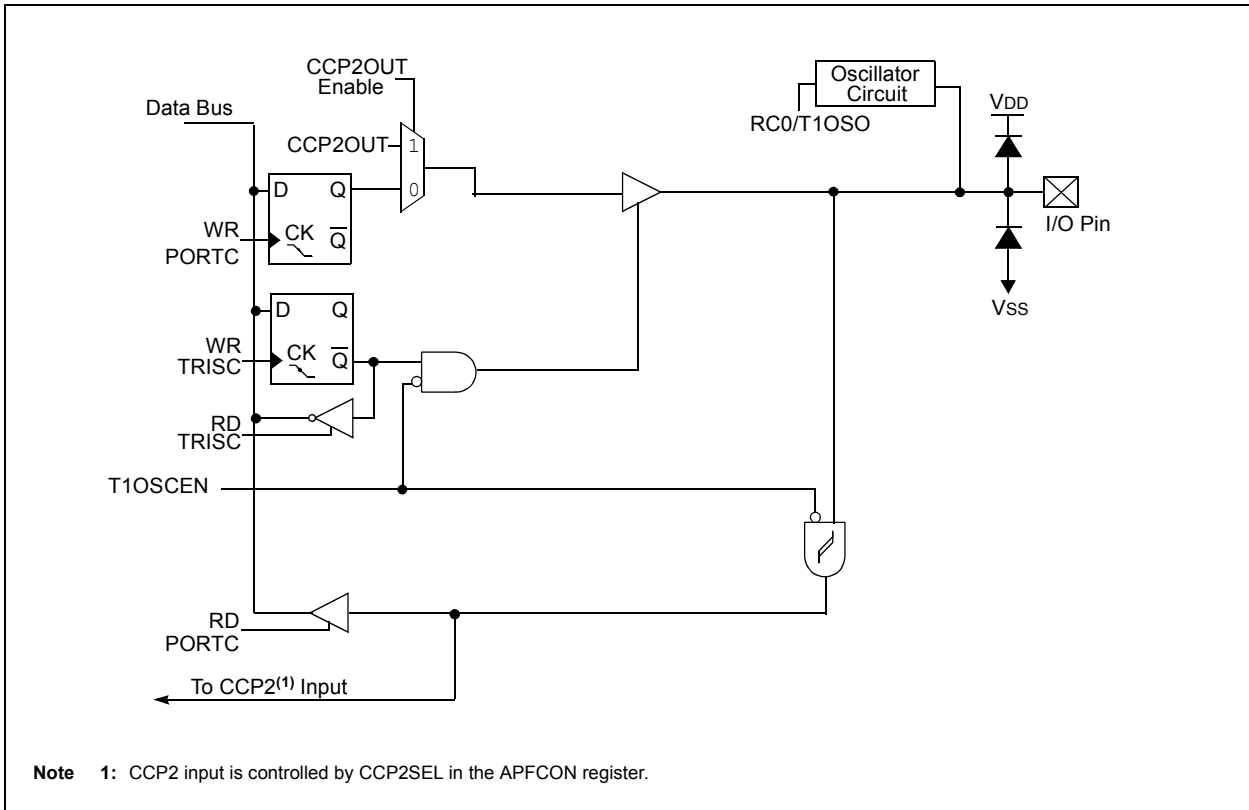 CCP2OUT
Enable
Oscillator
Circuit
VDD
Data Bus
RC0/T1OSO
CCP2OUT
1
D Q
0
I/O Pin
WR
PORTC
CK Q
VSS
D Q
WR
TRISC
CK Q
RD
TRISC
T1OSCEN
RD
PORTC
To CCP2(1) Input
Note 1: CCP2 input is controlled by CCP2SEL in the APFCON register.